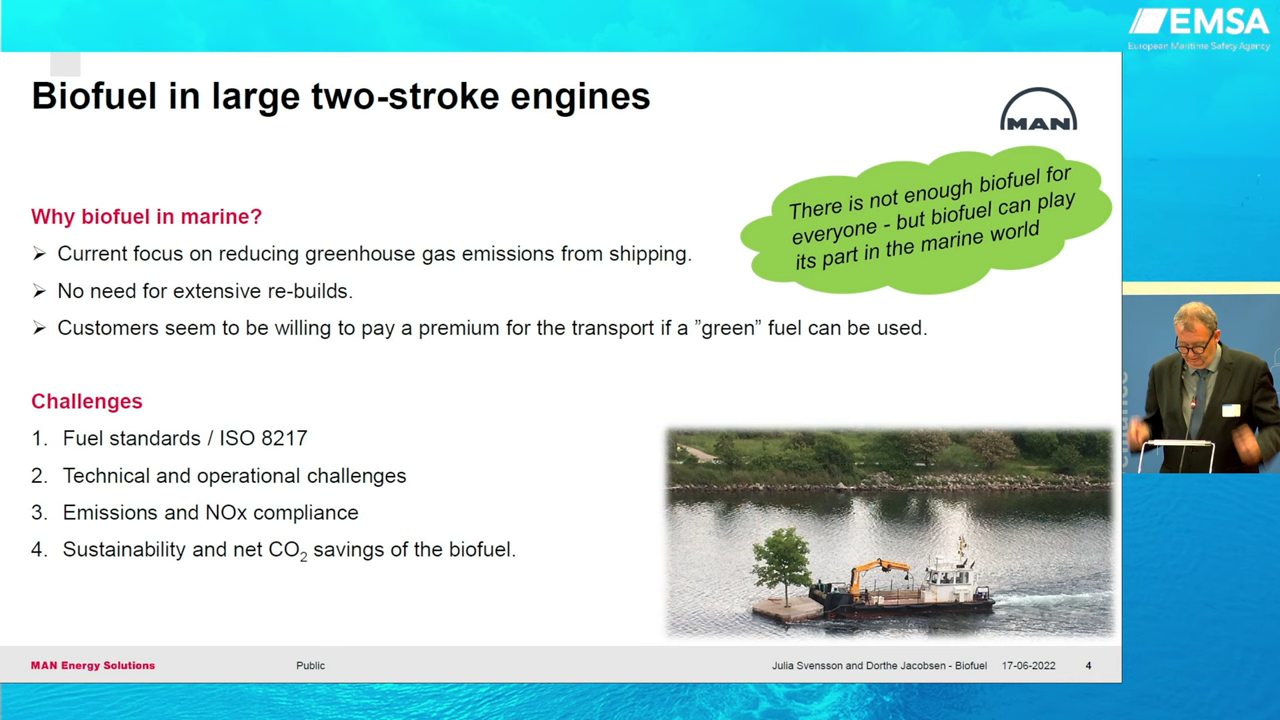 EMSA
European Maritime Safety Agency
Biofuel in large two-stroke engines
MAN
There is not enough biofuel for
everyone - but biofuel can play
its part in the marine world
Why biofuel in marine?
Current focus on reducing greenhouse gas emissions from shipping.
No need for extensive re-builds.
Customers seem to be willing to pay a premium for the transport if a ”green” fuel can be used.
Challenges
1. Fuel standards / ISO 8217
2. Technical and operational challenges
3. Emissions and NOx compliance
4. Sustainability and net CO₂ savings of the biofuel.
MAN Energy Solutions
Public
Julia Svensson and Dorthe Jacobsen - Biofuel
17-06-2022
4